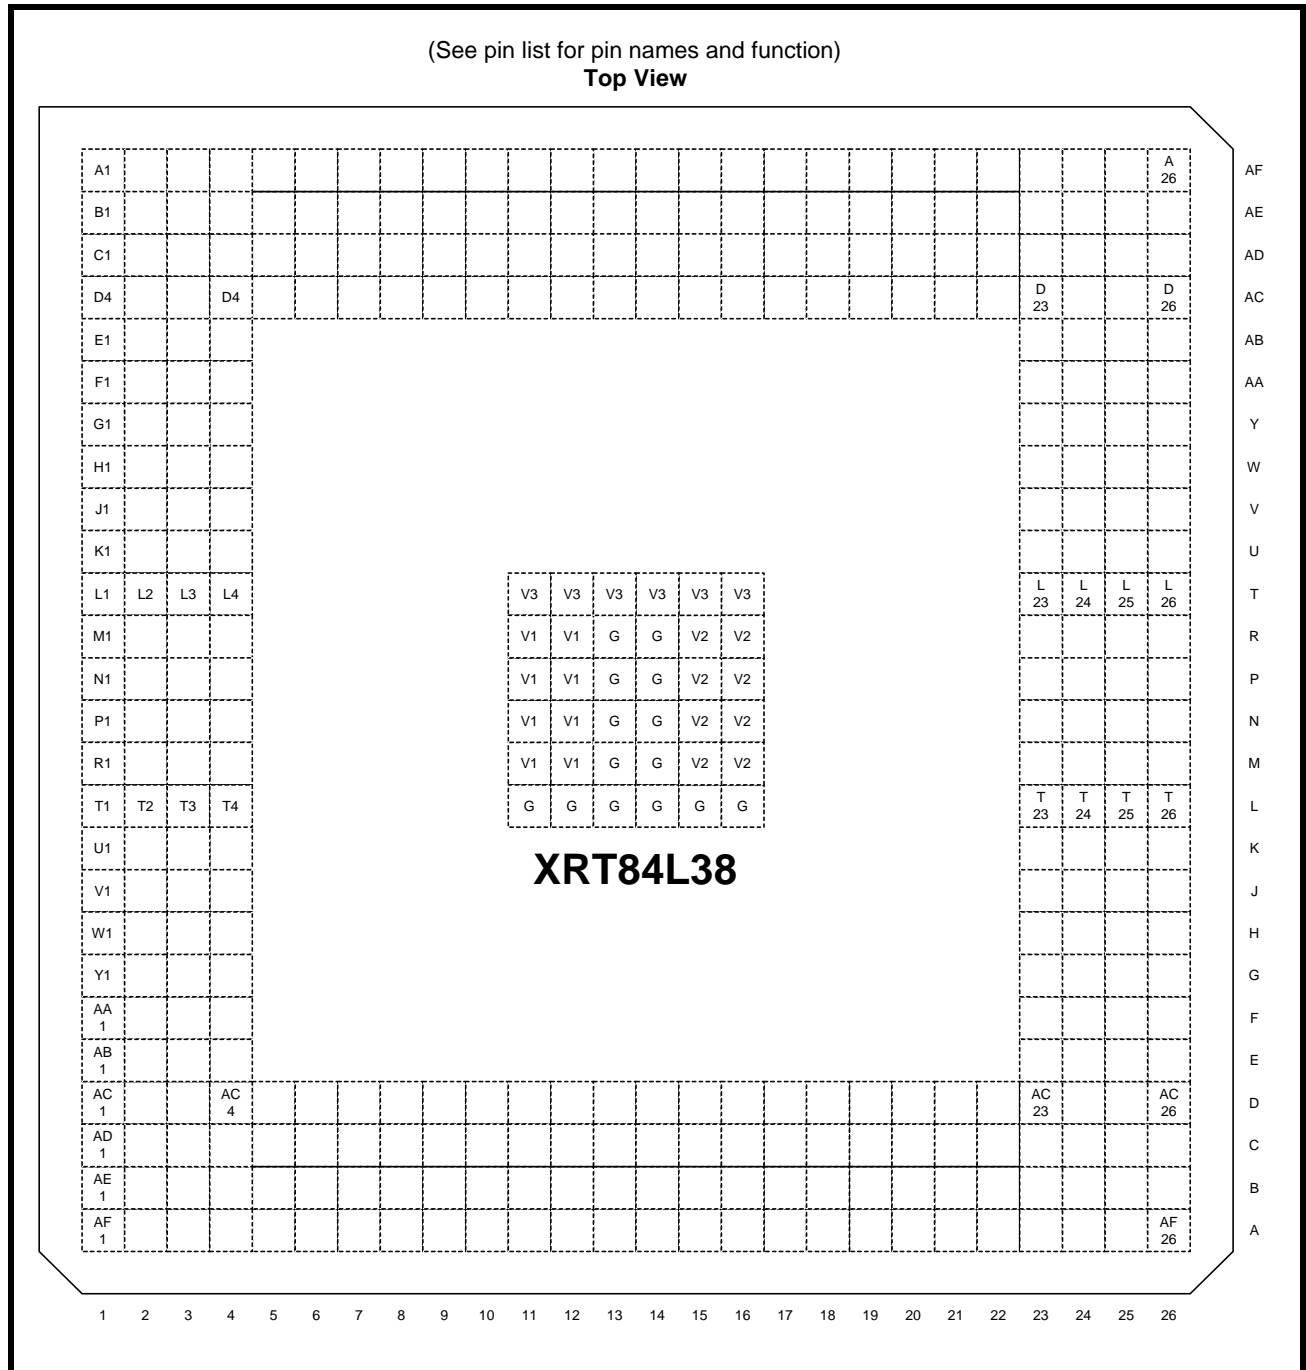 (See pin list for pin names and function)
Top View
A1 A 26 AF
B1 AE
C1 AD
D4 D4 D 23 D 26 AC
E1 AB
F1 AA
G1 Y
H1 W
J1 V
K1 U
L1 L2 L3 L4 V3 V3 V3 V3 V3 V3 L 23 L 24 L 25 L 26 T
M1 V1 V1 G G V2 V2 R
N1 V1 V1 G G V2 V2 P
P1 V1 V1 G G V2 V2 N
R1 V1 V1 G G V2 V2 M
T1 T2 T3 T4 G G G G G G T 23 T 24 T 25 T 26 L
U1 K
XRT84L38
V1 J
W1 H
Y1 G
AA 1 F
AB 1 E
AC 1 AC 4 AC 23 AC 26 D
AD 1 C
AE 1 B
AF 1 AF 26 A
1 2 3 4 5 6 7 8 9 10 11 12 13 14 15 16 17 18 19 20 21 22 23 24 25 26